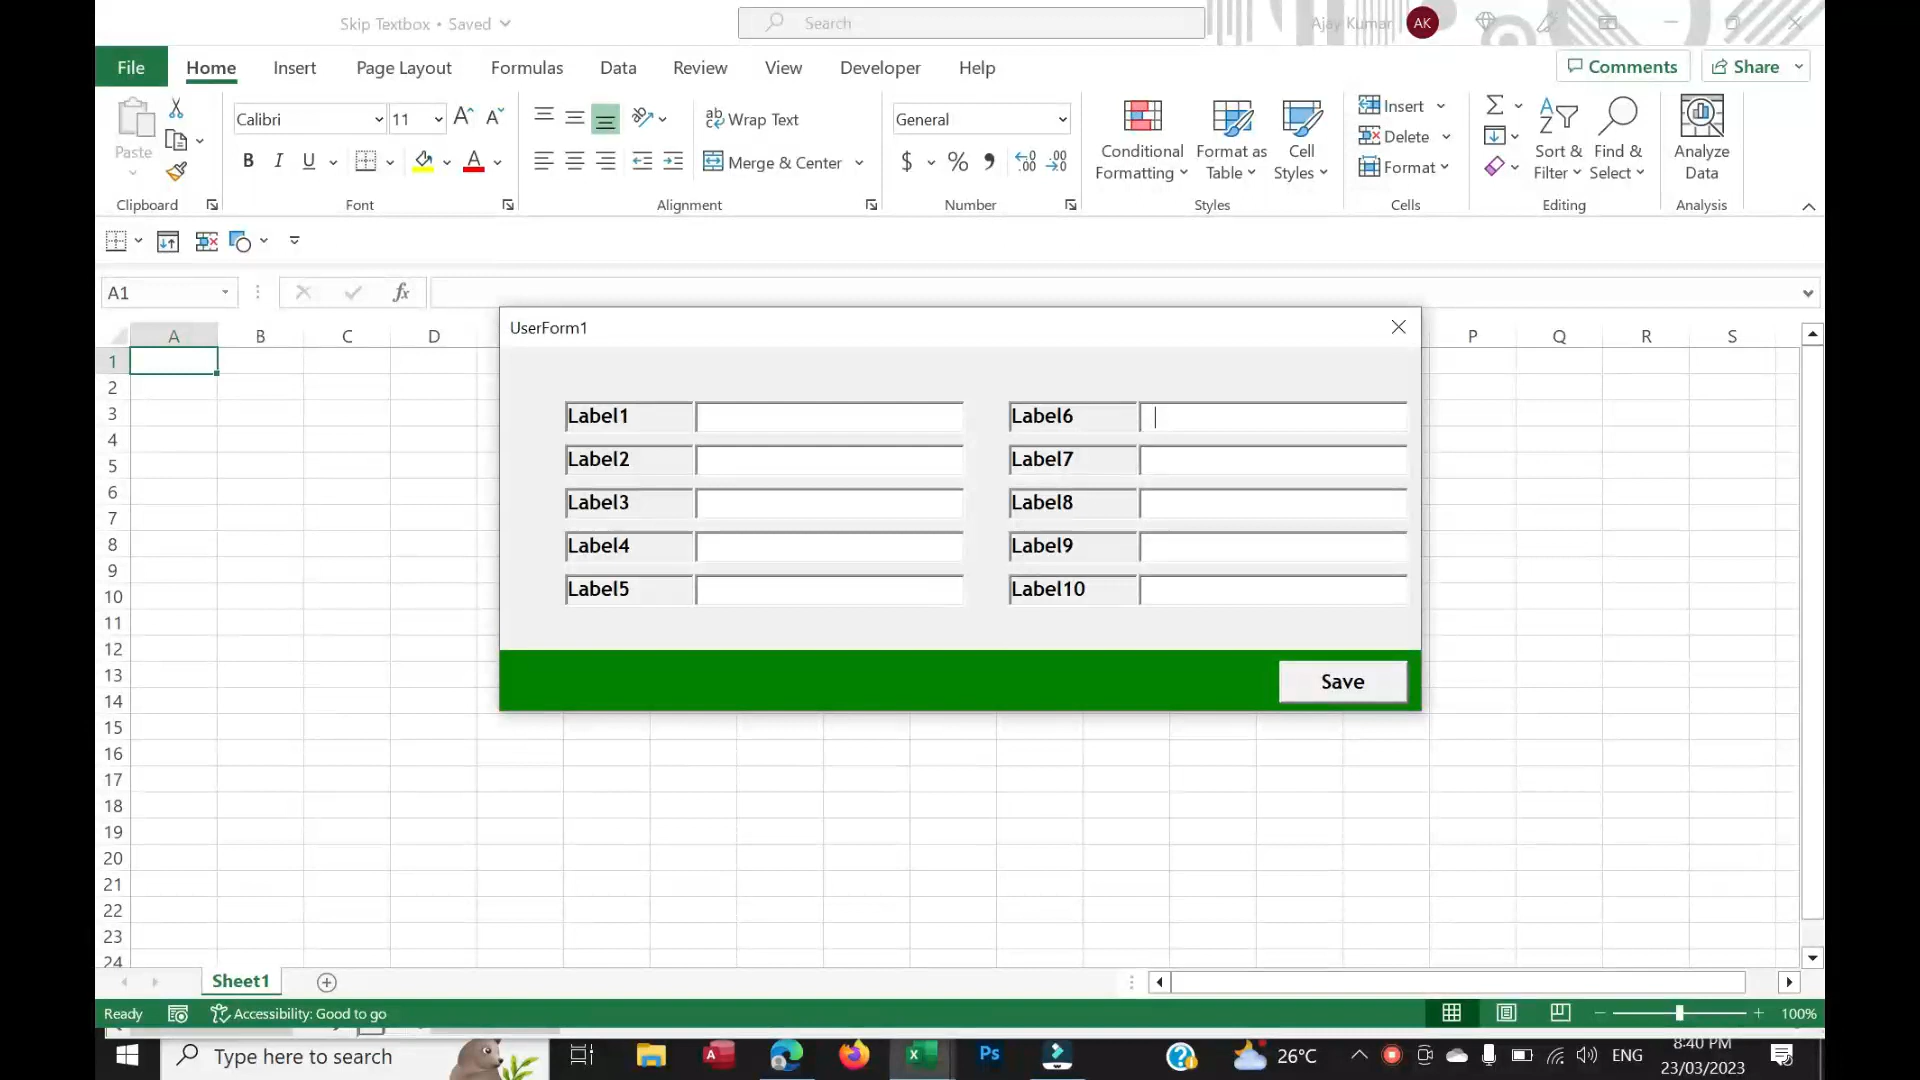 Skip Textbox • Saved
Search
Ajay Kumar
AK
File
Home
Insert
Page Layout
Formulas
Data
Review
View
Developer
Help
Comments
Share
Paste
Clipboard
Calibri
11
B I U
A
Font
Wrap Text
Merge & Center
Alignment
General
$ % 9
Number
Conditional Formatting
Format as Table
Cell Styles
Styles
Insert
Delete
Format
Cells
Sort & Filter
Find & Select
Editing
Analyze Data
Analysis
A1
fx
A B C D P Q R S
1
2
3
4
5
6
7
8
9
10
11
12
13
14
15
16
17
18
19
20
21
22
23
24
UserForm1
Label1
Label2
Label3
Label4
Label5
Label6
Label7
Label8
Label9
Label10
Save
Sheet1
Ready
Accessibility: Good to go
100%
Type here to search
26°C
ENG
8:40 PM
23/03/2023